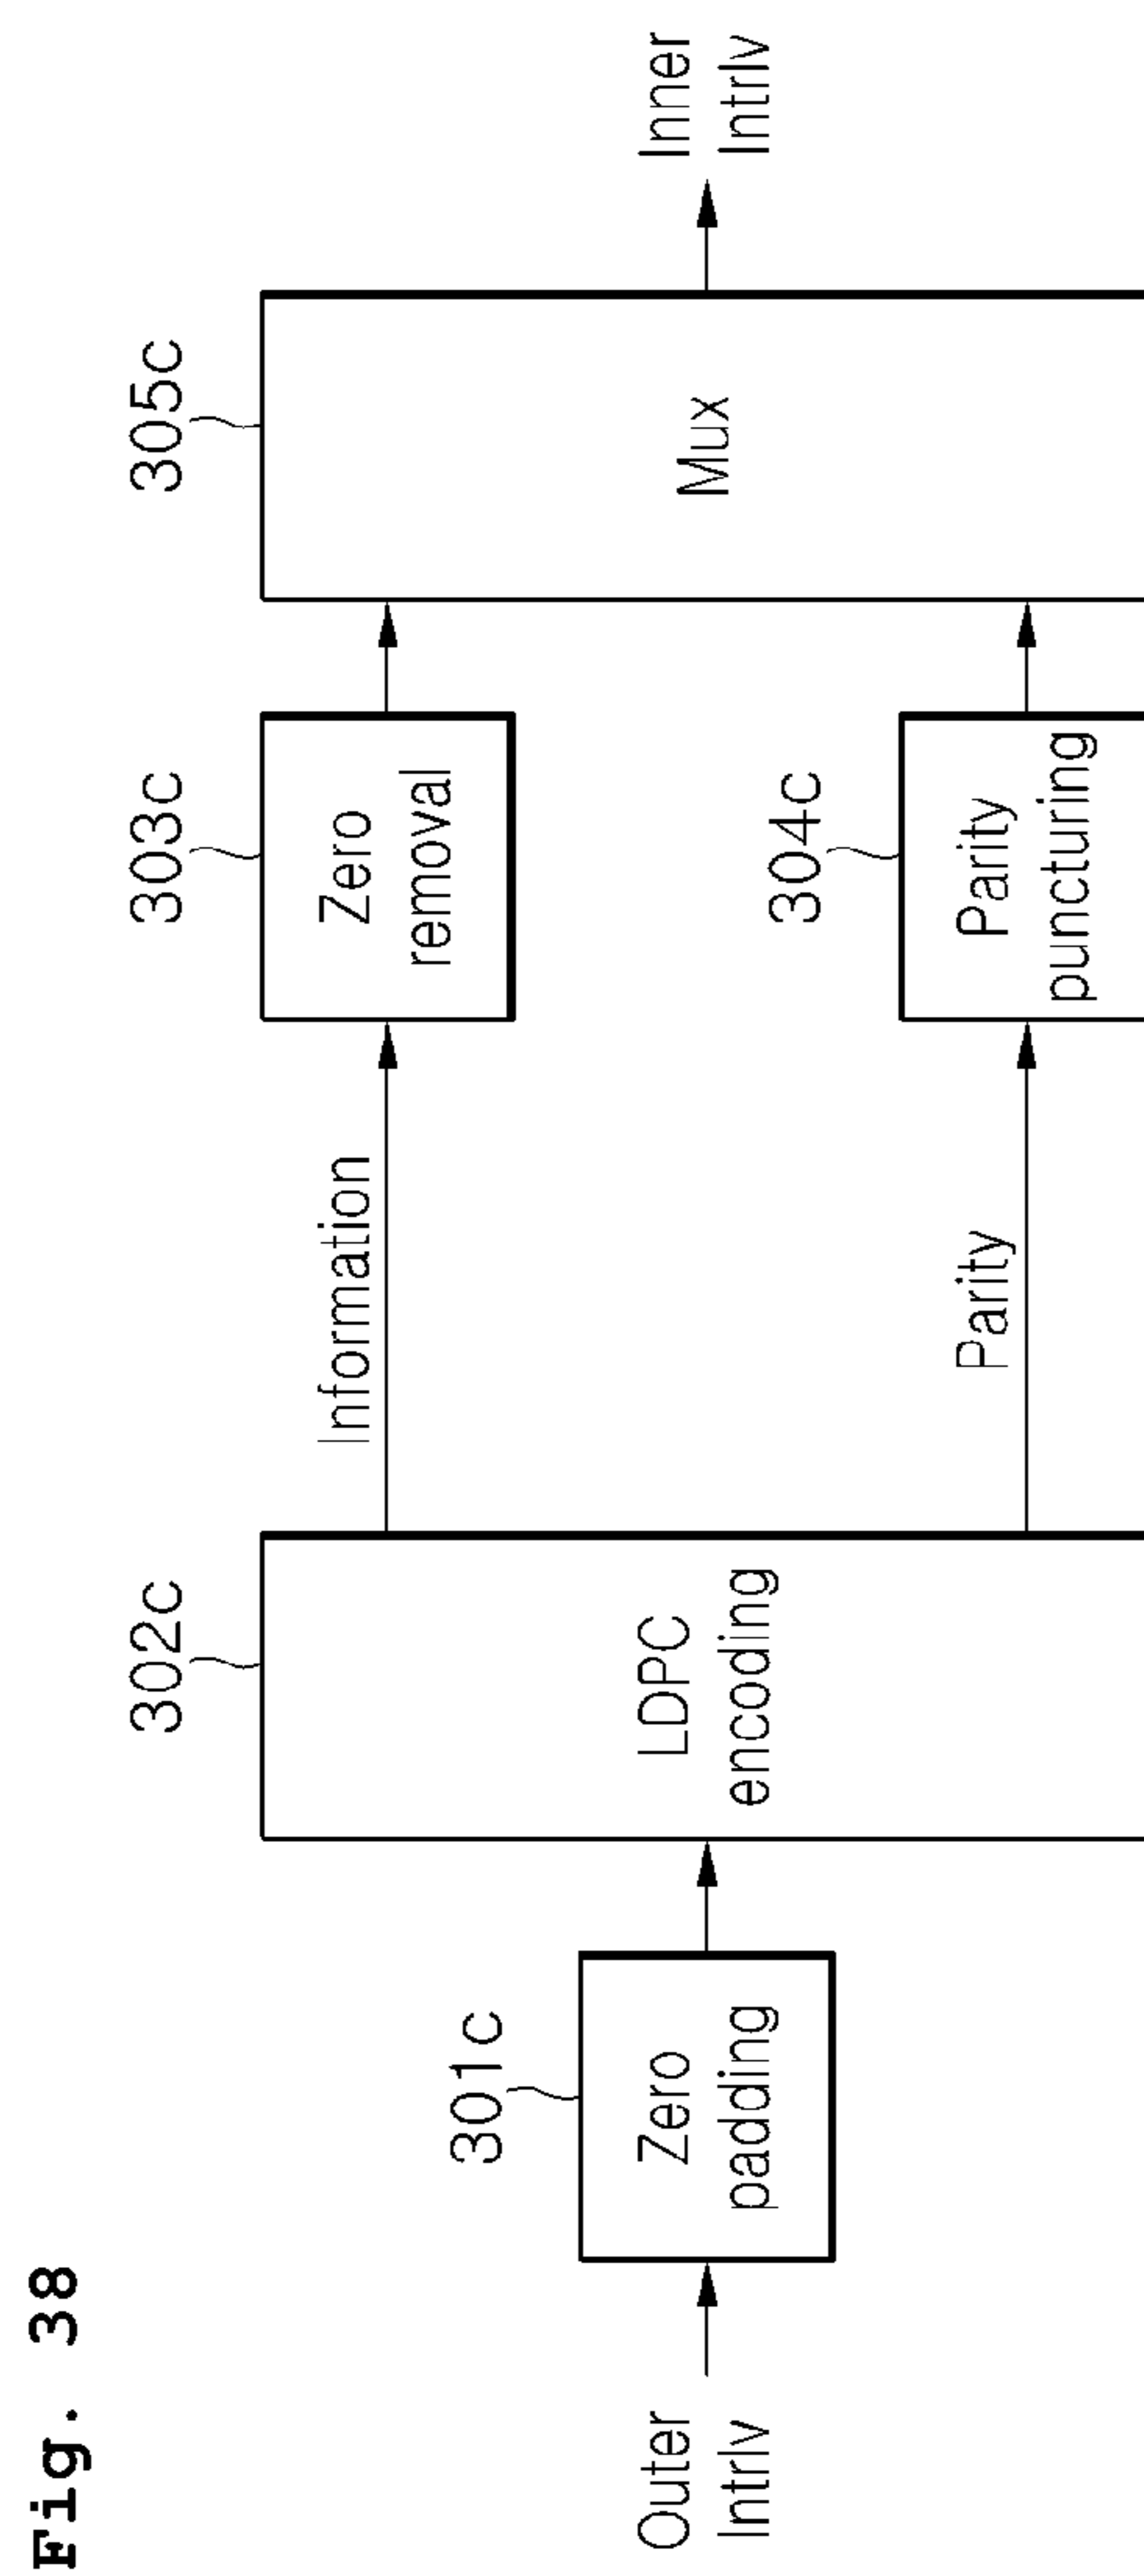 Fig. 38
Outer
Intrlv
301c
Zero
padding
302c
LDPC
encoding
Information
Parity
303c
Zero
removal
304c
Parity
puncturing
305c
Mux
Inner
Intrlv